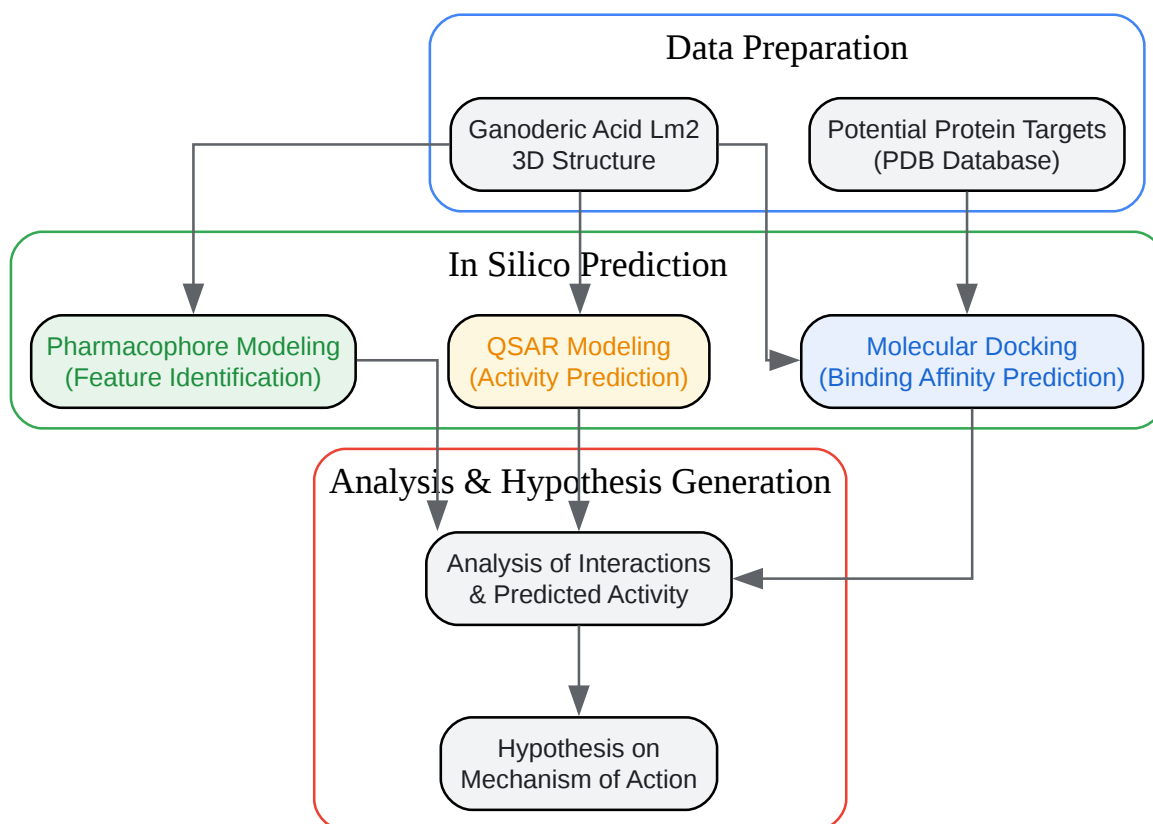 Data Preparation
Ganoderic Acid Lm2
3D Structure
Potential Protein Targets
(PDB Database)
In Silico Prediction
Pharmacophore Modeling
(Feature Identification)
QSAR Modeling
(Activity Prediction)
Molecular Docking
(Binding Affinity Prediction)
Analysis & Hypothesis Generation
Analysis of Interactions
& Predicted Activity
Hypothesis on
Mechanism of Action